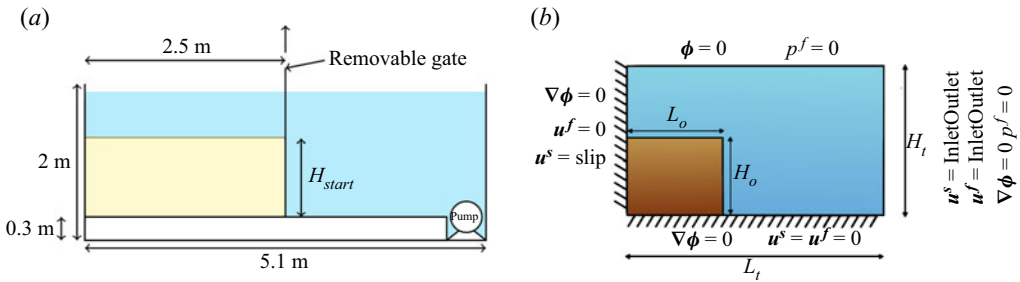 (a)
2.5 m
Removable gate
2 m
H_start
0.3 m
Pump
5.1 m
(b)
ϕ = 0 p^f = 0
∇ϕ = 0
u^f = 0
u^s = slip
L_o
H_o
H_t
u^s = InletOutlet
u^f = InletOutlet
∇ϕ = 0 p^f = 0
∇ϕ = 0 u^s = u^f = 0
L_t